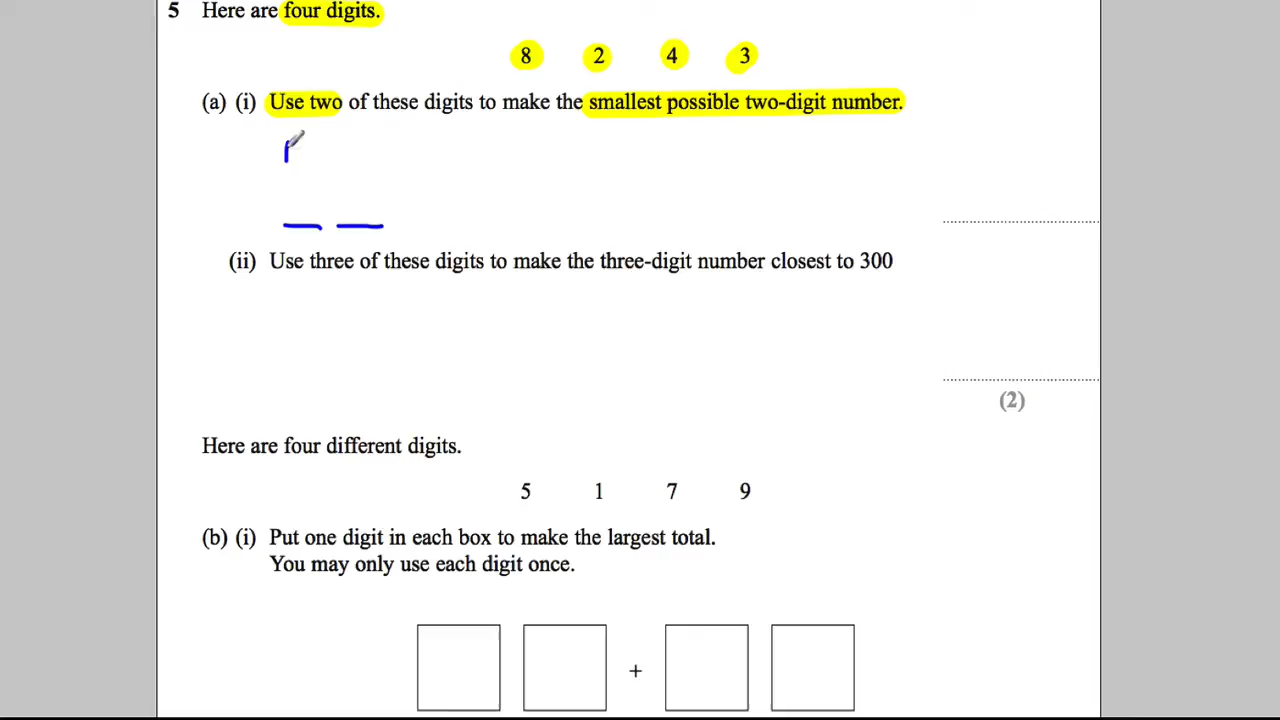 5 Here are four digits.
8 2 4 3
(a) (i) Use two of these digits to make the smallest possible two-digit number.
(ii) Use three of these digits to make the three-digit number closest to 300
(2)
Here are four different digits.
5 1 7 9
(b) (i) Put one digit in each box to make the largest total.
You may only use each digit once.
+